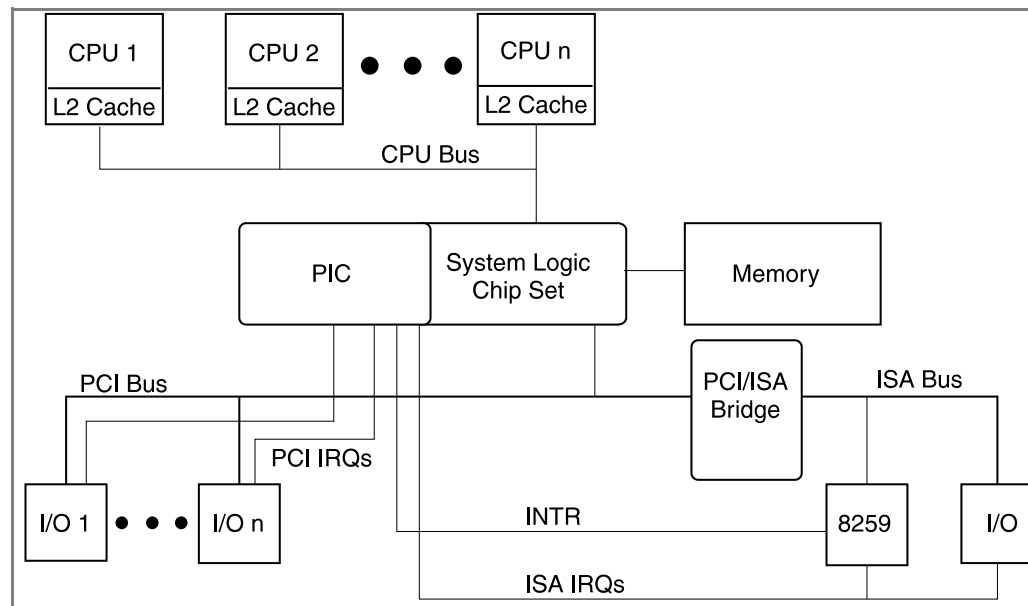 CPU 1
L2 Cache
CPU 2
L2 Cache
CPU n
L2 Cache
CPU Bus
PIC
System Logic
Chip Set
Memory
PCI Bus
PCI/ISA
Bridge
ISA Bus
PCI IRQs
I/O 1
I/O n
INTR
8259
I/O
ISA IRQs